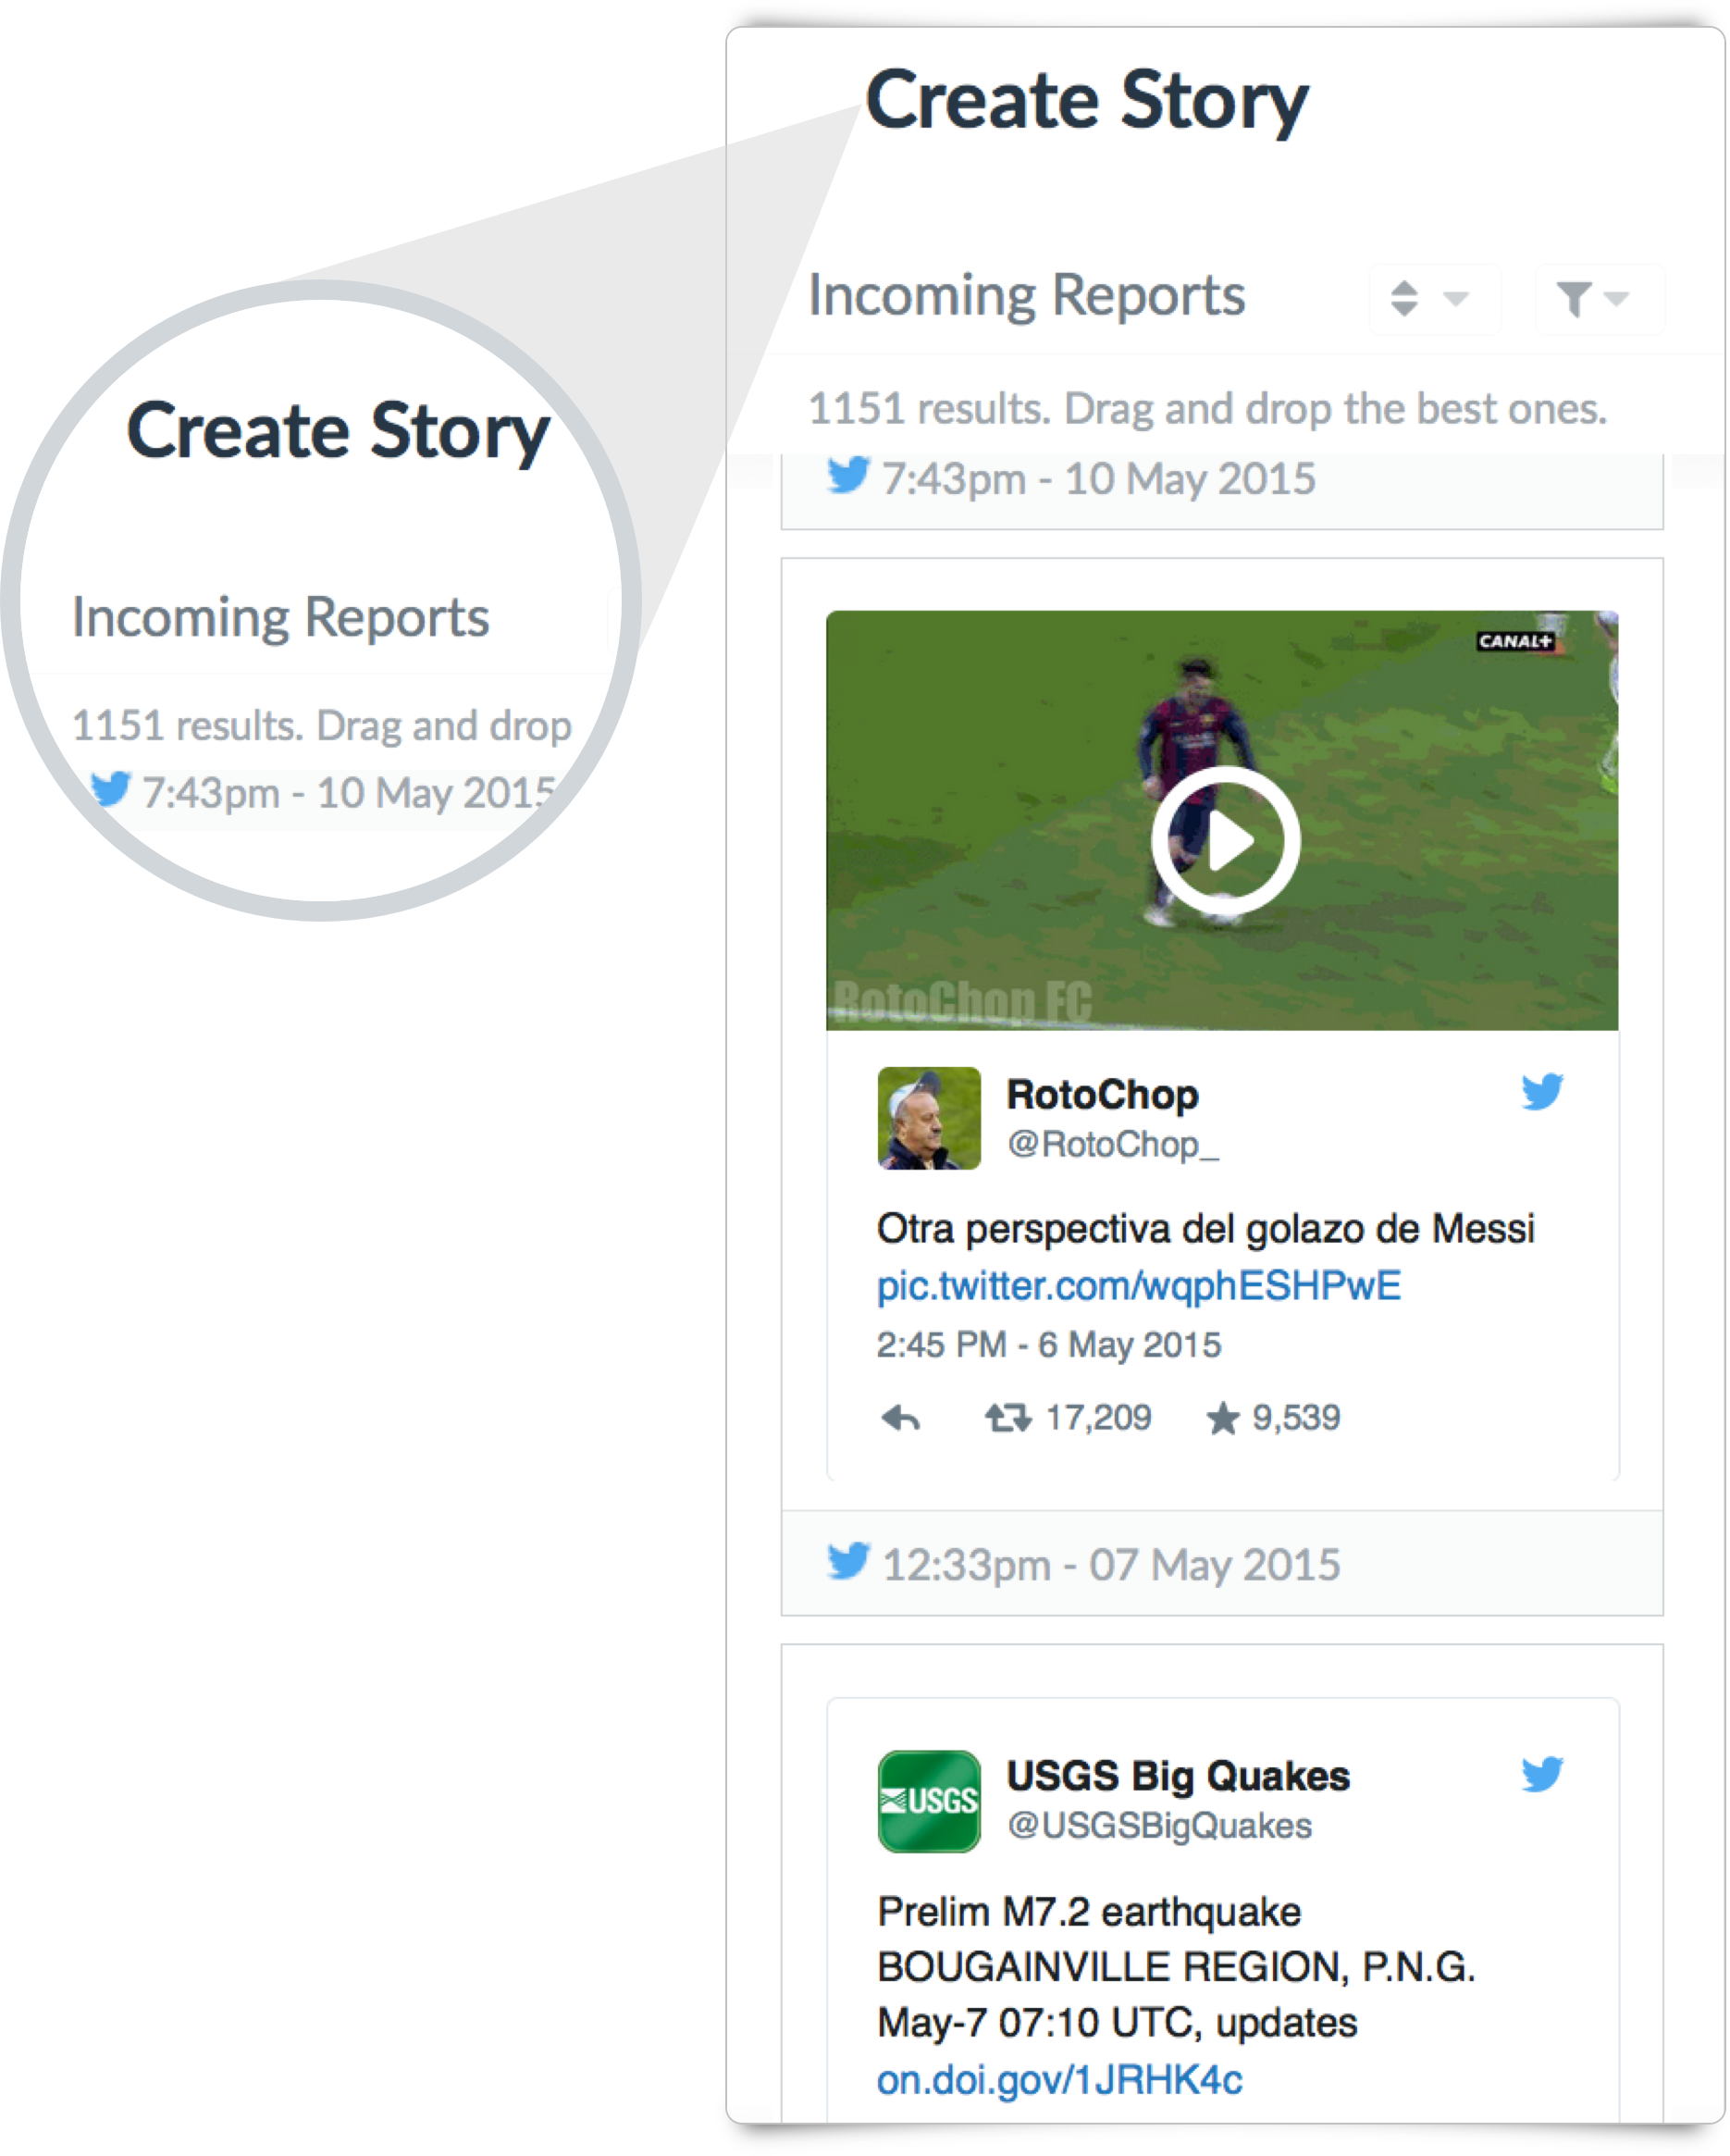 Create Story
Incoming Reports
1151 results. Drag and drop the best ones.
7:43pm - 10 May 2015
CANAL+
RotoChop FC
RotoChop
@RotoChop_
Otra perspectiva del golazo de Messi
pic.twitter.com/wqphESHPwE
2:45 PM - 6 May 2015
17,209 9,539
12:33pm - 07 May 2015
USGS
USGS Big Quakes
@USGSBigQuakes
Prelim M7.2 earthquake
BOUGAINVILLE REGION, P.N.G.
May-7 07:10 UTC, updates
on.doi.gov/1JRHK4c
Create Story
Incoming Reports
1151 results. Drag and drop
7:43pm - 10 May 2015